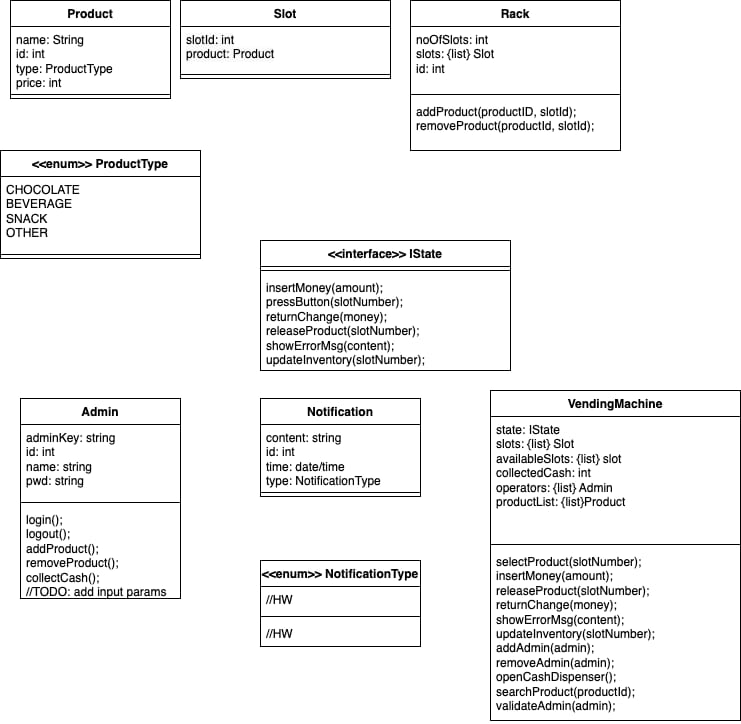 Product
name: String
id: int
type: ProductType
price: int
Slot
slotId: int
product: Product
Rack
noOfSlots: int
slots: {list} Slot
id: int
addProduct(productID, slotId);
removeProduct(productId, slotId);
<<enum>> ProductType
CHOCOLATE
BEVERAGE
SNACK
OTHER
<<interface>> IState
insertMoney(amount);
pressButton(slotNumber);
returnChange(money);
releaseProduct(slotNumber);
showErrorMsg(content);
updateInventory(slotNumber);
Admin
adminKey: string
id: int
name: string
pwd: string
login();
logout();
addProduct();
removeProduct();
collectCash();
//TODO: add input params
Notification
content: string
id: int
time: date/time
type: NotificationType
<<enum>> NotificationType
//HW
//HW
VendingMachine
state: IState
slots: {list} Slot
availableSlots: {list} slot
collectedCash: int
operators: {list} Admin
productList: {list}Product
selectProduct(slotNumber);
insertMoney(amount);
releaseProduct(slotNumber);
returnChange(money);
showErrorMsg(content);
updateInventory(slotNumber);
addAdmin(admin);
removeAdmin(admin);
openCashDispenser();
searchProduct(productId);
validateAdmin(admin);